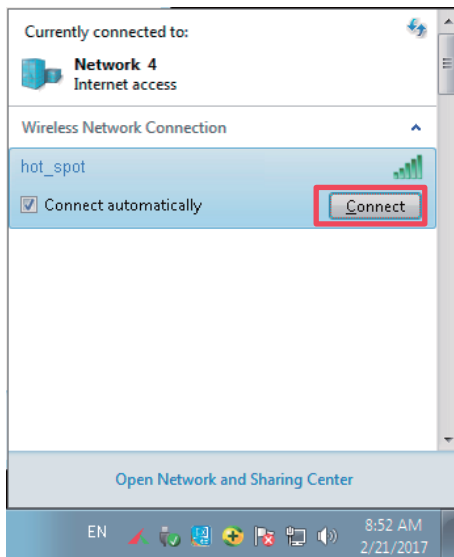 Currently connected to:
Network 4
Internet access
Wireless Network Connection
hot_spot
Connect automatically
Connect
Open Network and Sharing Center
EN
8:52 AM
2/21/2017